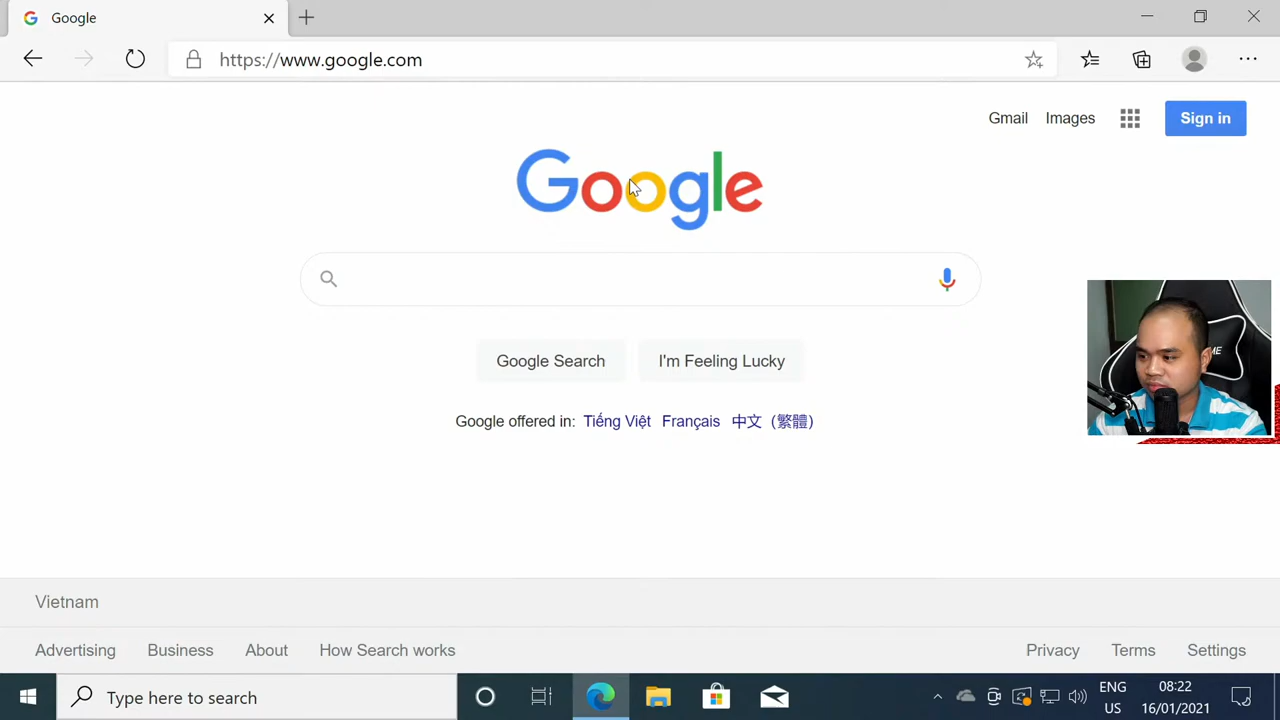 Google
https://www.google.com
Gmail Images Sign in
Google
Google Search I'm Feeling Lucky
Google offered in: Tiếng Việt Français 中文（繁體）
Vietnam
Advertising Business About How Search works Privacy Terms Settings
Type here to search
ENG
US
08:22
16/01/2021